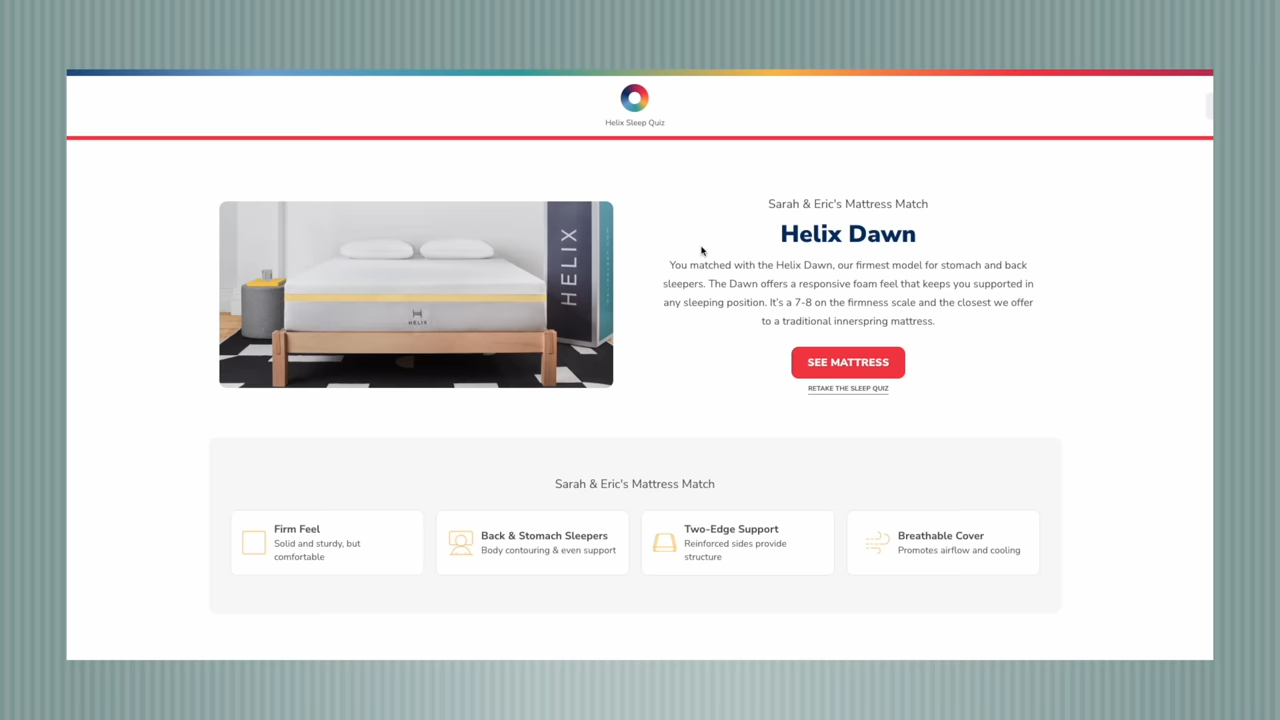 Helix Sleep Quiz
HELIX
HELIX
Sarah & Eric's Mattress Match
Helix Dawn
You matched with the Helix Dawn, our firmest model for stomach and back
sleepers. The Dawn offers a responsive foam feel that keeps you supported in
any sleeping position. It's a 7-8 on the firmness scale and the closest we offer
to a traditional innerspring mattress.
SEE MATTRESS
RETAKE THE SLEEP QUIZ
Sarah & Eric's Mattress Match
Firm Feel
Solid and sturdy, but
comfortable
Back & Stomach Sleepers
Body contouring & even support
Two-Edge Support
Reinforced sides provide
structure
Breathable Cover
Promotes airflow and cooling